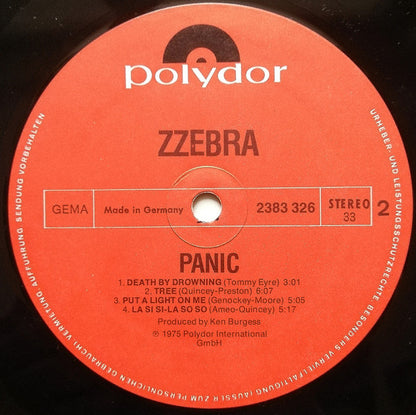 polydor
ZZEBRA
GEMA
Made in Germany
2383 326
STEREO
33
2
PANIC
1. DEATH BY DROWNING (Tommy Eyre) 3:01
2. TREE (Quincey-Preston) 6:07
3. PUT A LIGHT ON ME (Genockey-Moore) 5:05
4. LA SI SI-LA SO SO (Ameo-Quincey) 5:17
Produced by Ken Burgess
℗ 1975 Polydor International
GmbH
URHEBER- UND LEISTUNGSSCHUTZRECHTE BESONDERS VERVIELFÄLTIGUNG (AUSSER ZUM PERSÖNLICHEN GEBRAUCH), VERMIETUNG, AUFFÜHRUNG, SENDUNG VORBEHALTEN